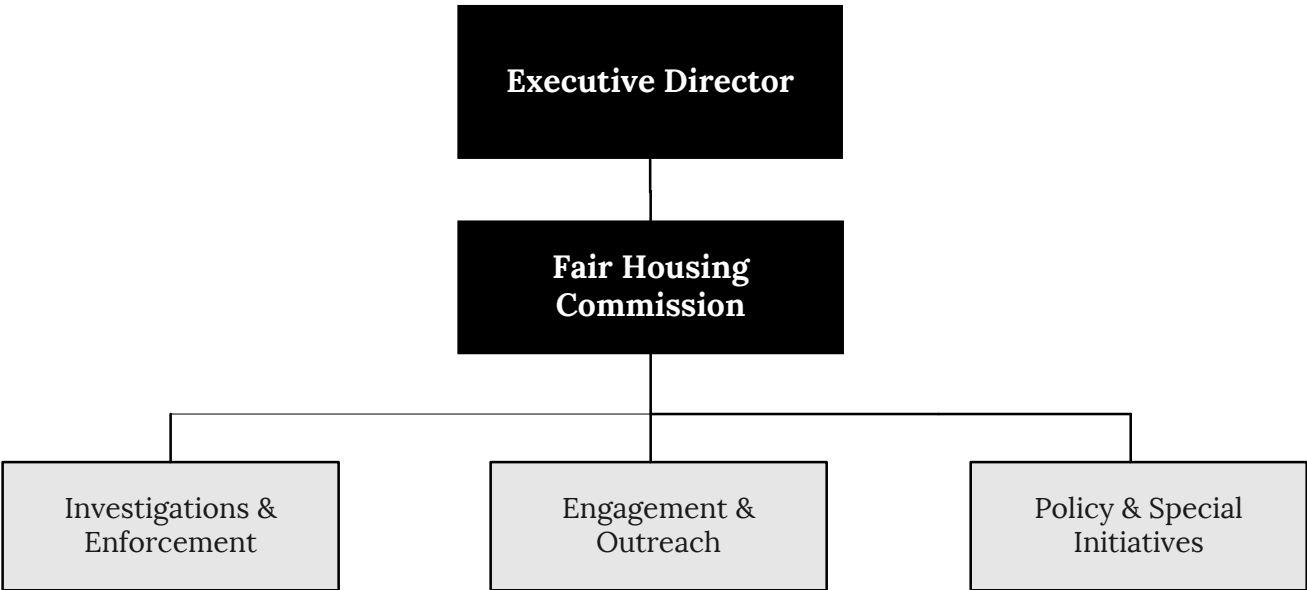 Executive Director
Fair Housing
Commission
Investigations &
Enforcement
Engagement &
Outreach
Policy & Special
Initiatives